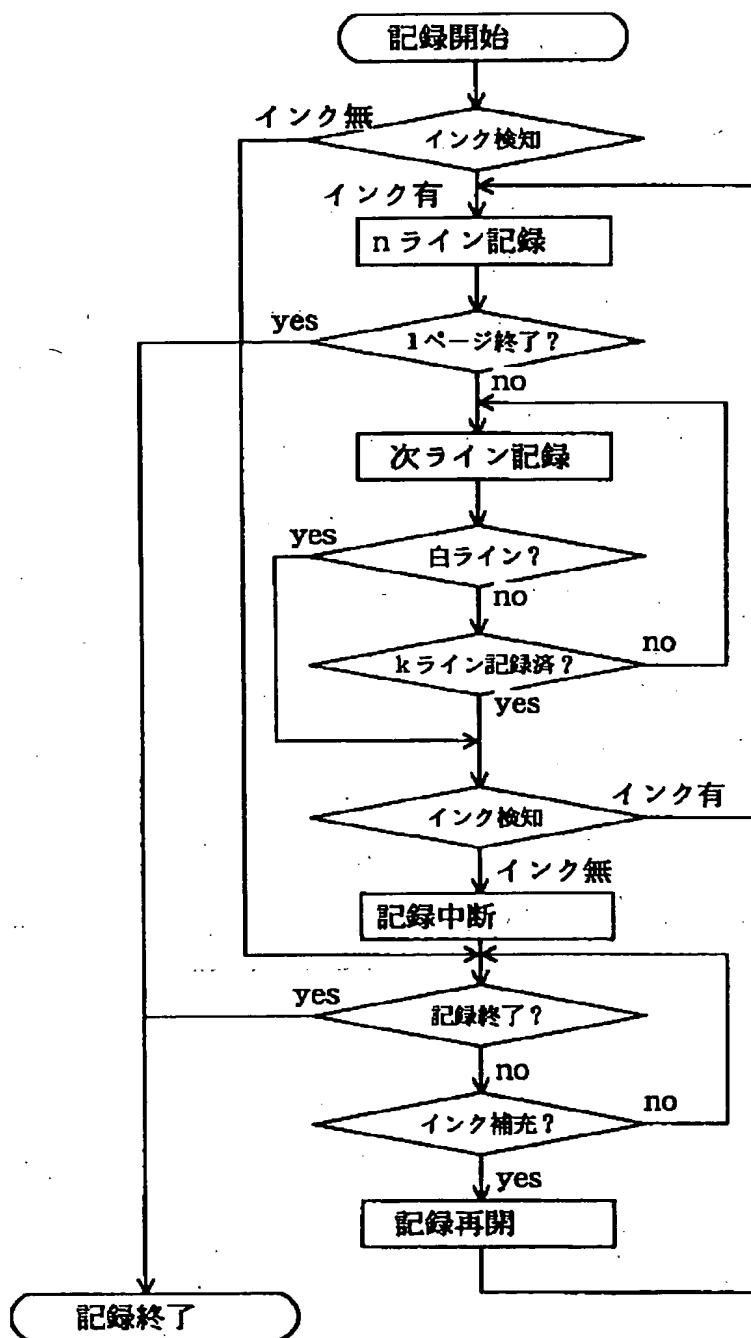 記録開始
インク無
インク検知
インク有
nライン記録
yes
1ページ終了?
no
次ライン記録
yes
白ライン?
no
kライン記録済?
no
yes
インク検知
インク有
インク無
記録中断
yes
記録終了?
no
インク補充?
no
yes
記録再開
記録終了